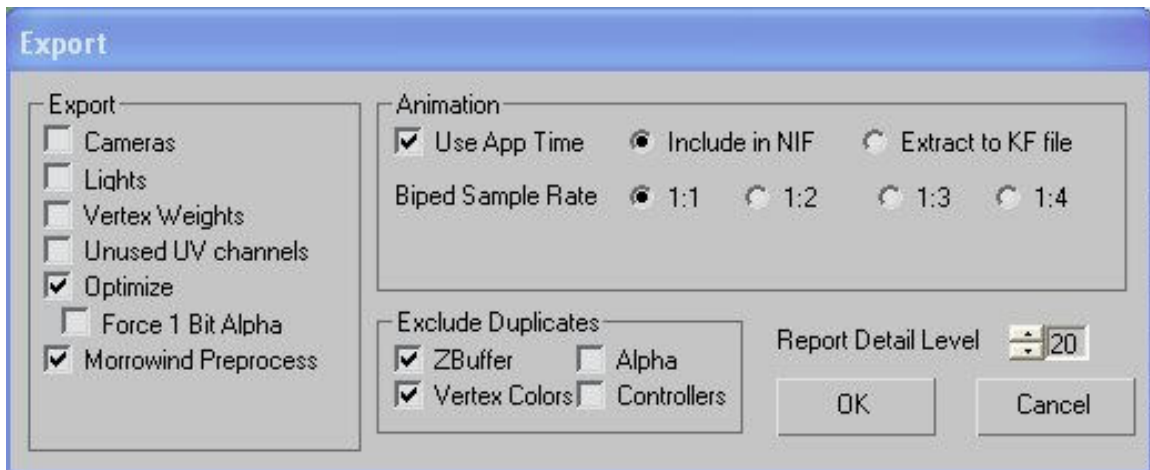 Export
Export
Cameras
Lights
Vertex Weights
Unused UV channels
Optimize
Force 1 Bit Alpha
Morrowind Preprocess
Animation
Use App Time Include in NIF Extract to KF file
Biped Sample Rate 1:1 1:2 1:3 1:4
Exclude Duplicates
ZBuffer Alpha
Vertex Colors Controllers
Report Detail Level 20
OK Cancel